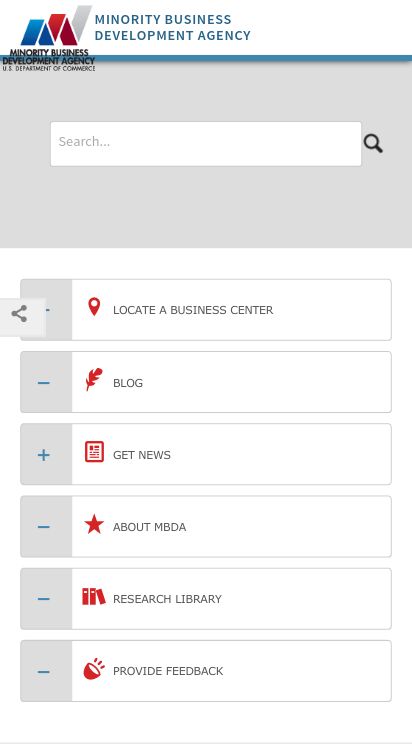 MINORITY BUSINESS
DEVELOPMENT AGENCY
MINORITY BUSINESS
DEVELOPMENT AGENCY
U.S. DEPARTMENT OF COMMERCE
Search...
LOCATE A BUSINESS CENTER
BLOG
GET NEWS
ABOUT MBDA
RESEARCH LIBRARY
PROVIDE FEEDBACK